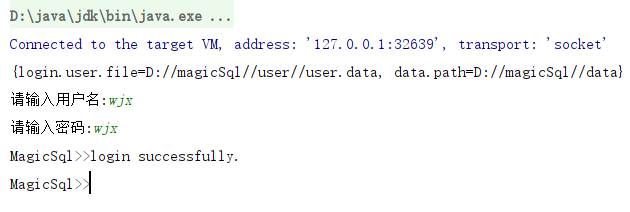 D:\java\jdk\bin\java.exe ...
Connected to the target VM, address: '127.0.0.1:32639', transport: 'socket'
{login.user.file=D://magicSql//user//user.data, data.path=D://magicSql//data}
请输入用户名:wjx
请输入密码:wjx
MagicSql>>login successfully.
MagicSql>>